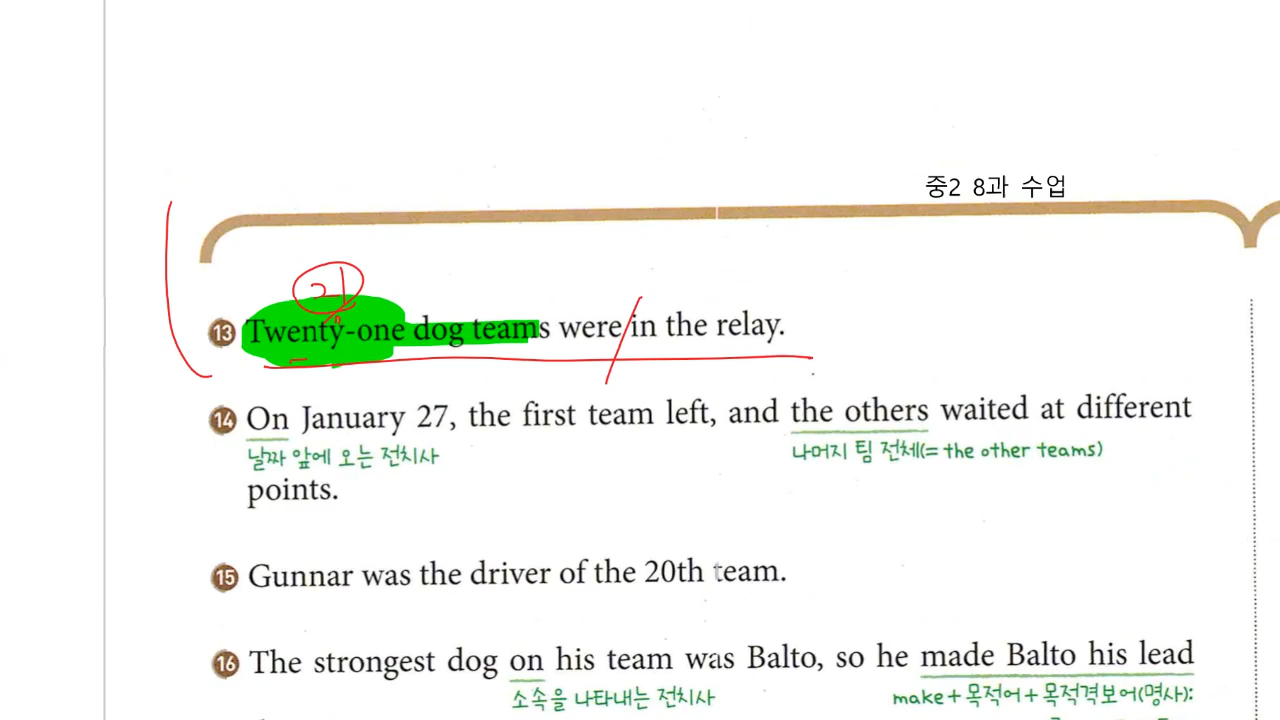 중2 8과 수업
21
13 Twenty-one dog teams were in the relay.
14 On January 27, the first team left, and the others waited at different
날짜 앞에 오는 전치사 나머지 팀 전체(= the other teams)
points.
15 Gunnar was the driver of the 20th team.
16 The strongest dog on his team was Balto, so he made Balto his lead
소속을 나타내는 전치사 make+목적어+목적격보어(명사):